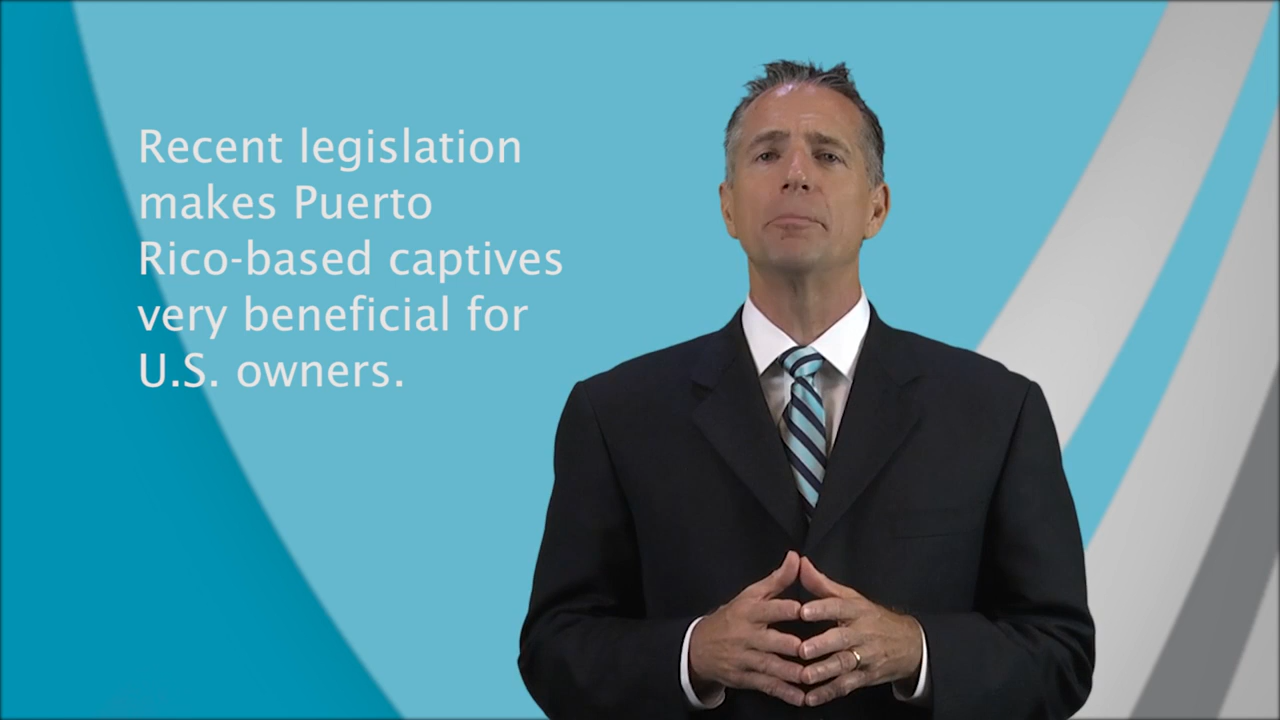 Recent legislation
makes Puerto
Rico-based captives
very beneficial for
U.S. owners.